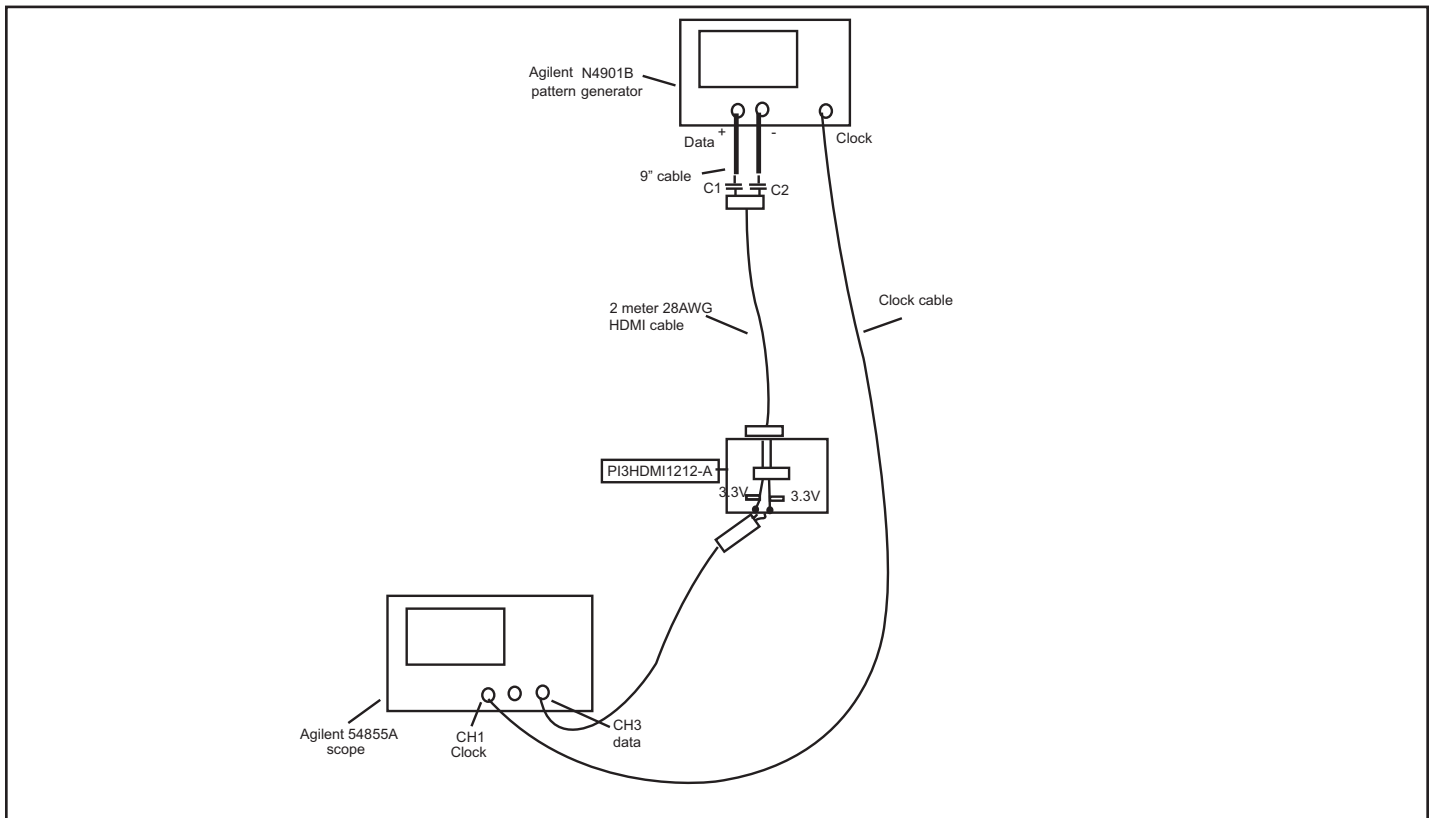 Agilent N4901B
pattern generator
Data
+
-
Clock
9” cable
C1
C2
2 meter 28AWG
HDMI cable
Clock cable
PI3HDMI1212-A
3.3V
3.3V
Agilent 54855A
scope
CH1
Clock
CH3
data